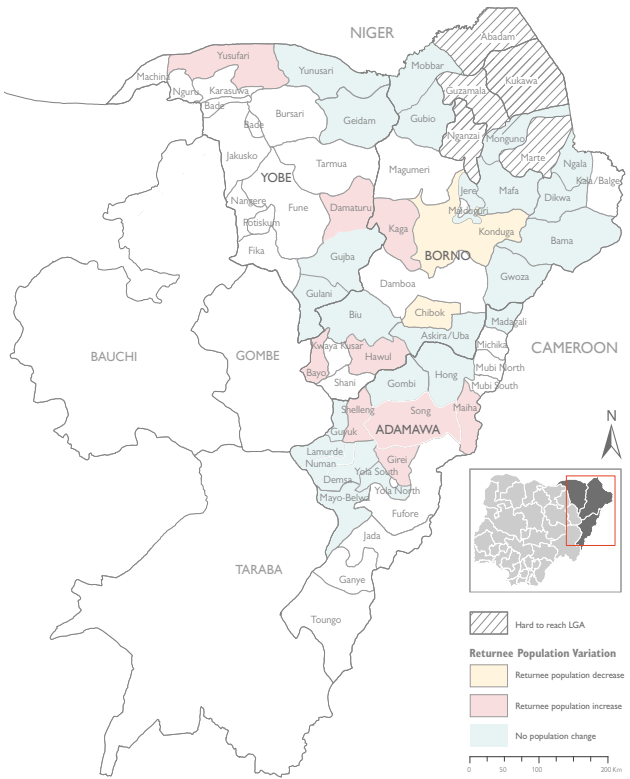 NIGER
Abadam
Yusufari
Yunusari
Mobbar
Machina
Kukawa
Nguru
Karasuwa
Guzamala
Bade
Bursari
Geidam
Gubio
Bade
Nganzai
Monguno
Jakusko
Tarmua
Marte
YOBE
Magumeri
Ngala
Kala/Balge
Jere
Mafa
Nangere
Fune
Damaturu
Dikwa
Maiduguri
Potiskum
Kaga
Konduga
Bama
Fika
Gujba
BORNO
Gwoza
Damboa
Gulani
Biu
Chibok
Madagali
Askira/Uba
CAMEROON
Kwaya Kusar
Michika
BAUCHI
GOMBE
Hawul
Mubi North
Bayo
Shani
Gombi
Hong
Mubi South
Shelleng
Song
Maiha
N
Guyuk
ADAMAWA
Lamurde
Numan
Girei
Demsa
Yola South
Yola North
Mayo-Belwa
Fufore
Jada
TARABA
Ganye
Toungo
Hard to reach LGA
Returnee Population Variation
Returnee population decrease
Returnee population increase
No population change
0 50 100 200 Km